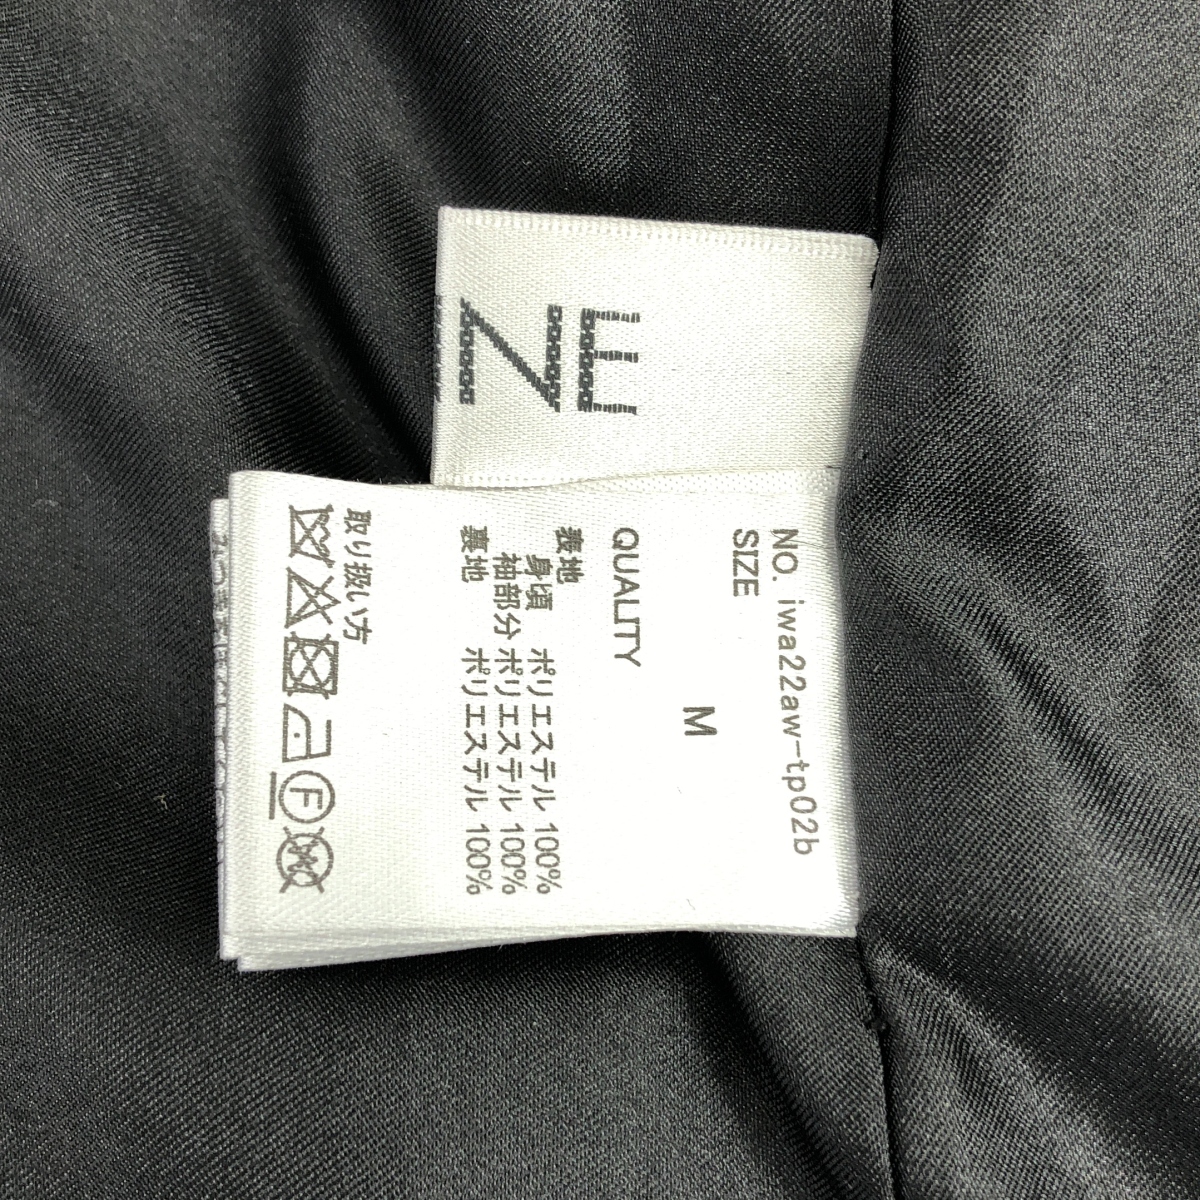 NE
NO. iwa22aw-tp02b
SIZE
M
QUALITY
表地
身頃 ポリエステル 100%
袖部分 ポリエステル 100%
裏地 ポリエステル 100%
取り扱い方
F
W